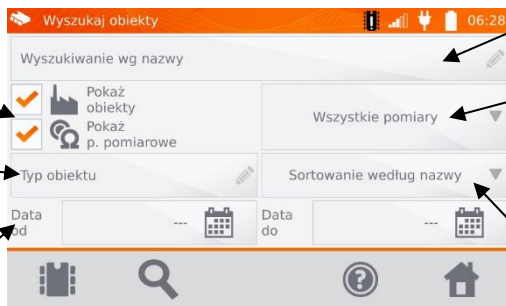 Wyszukaj obiekty
06:28
Wyszukiwanie wg nazwy
Pokaż
obiekty
Pokaż
p. pomiarowe
Wszystkie pomiary
Typ obiektu
Sortowanie według nazwy
Data
od
---
Data
do
---